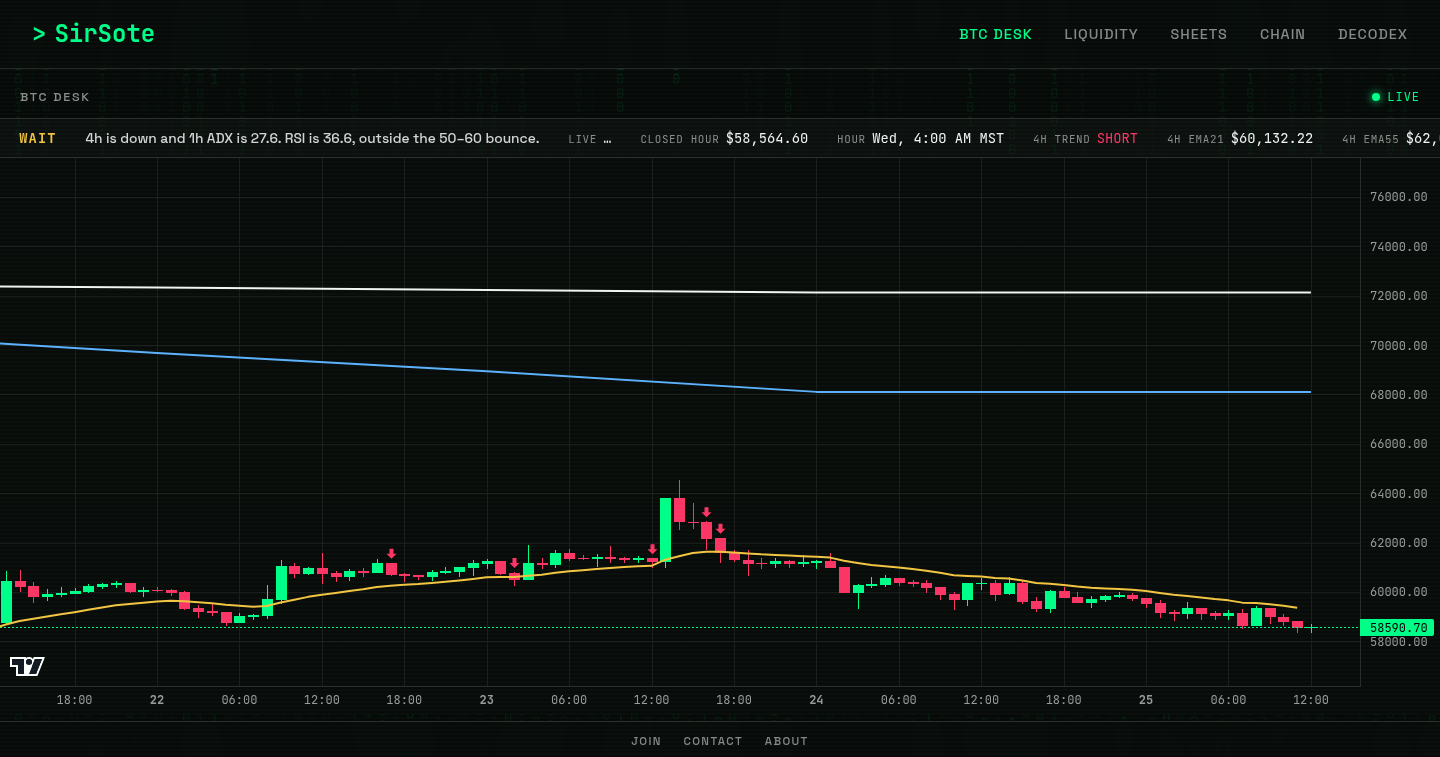 > SirSote
BTC DESK LIQUIDITY SHEETS CHAIN DECODEX
BTC DESK
LIVE
WAIT 4h is down and 1h ADX is 27.6. RSI is 36.6, outside the 50–60 bounce. LIVE … CLOSED HOUR $58,564.60 HOUR Wed, 4:00 AM MST 4H TREND SHORT 4H EMA21 $60,132.22 4H EMA55 $62,
76000.00
74000.00
72000.00
70000.00
68000.00
66000.00
64000.00
62000.00
60000.00
58590.70
58000.00
18:00 22 06:00 12:00 18:00 23 06:00 12:00 18:00 24 06:00 12:00 18:00 25 06:00 12:00
JOIN CONTACT ABOUT